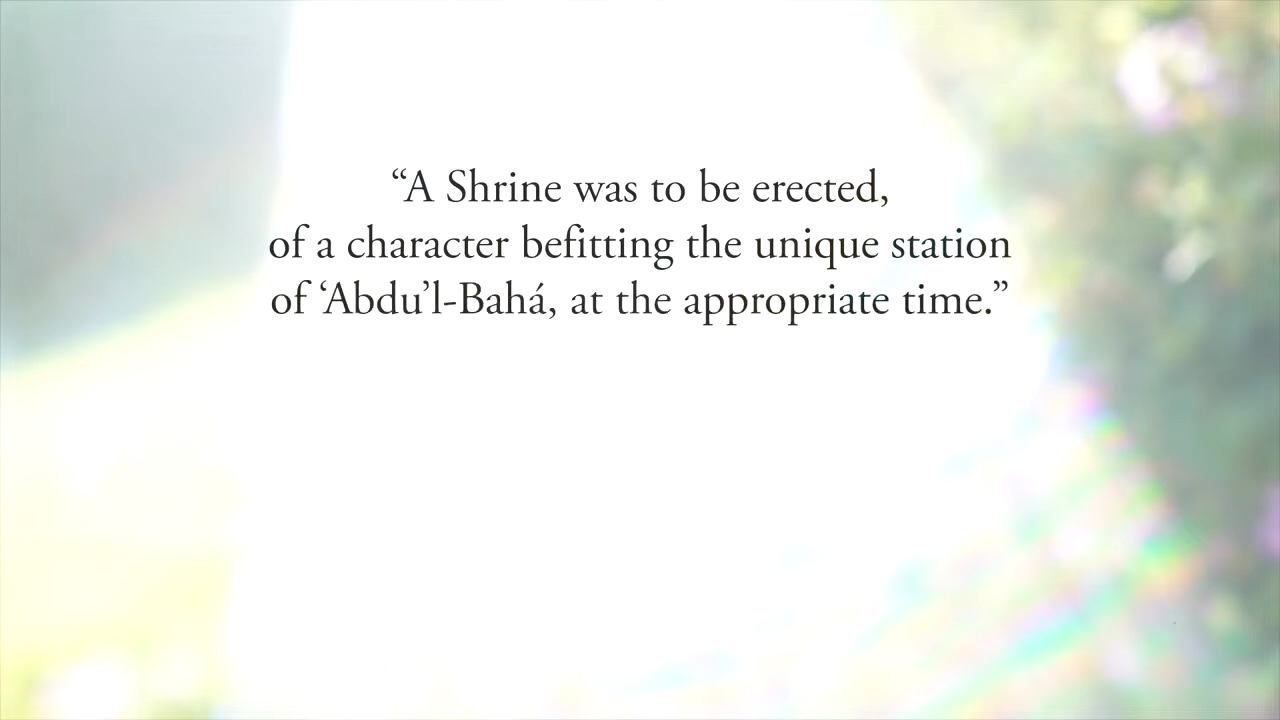 “A Shrine was to be erected,
of a character befitting the unique station
of ‘Abdu’l-Bahá, at the appropriate time.”